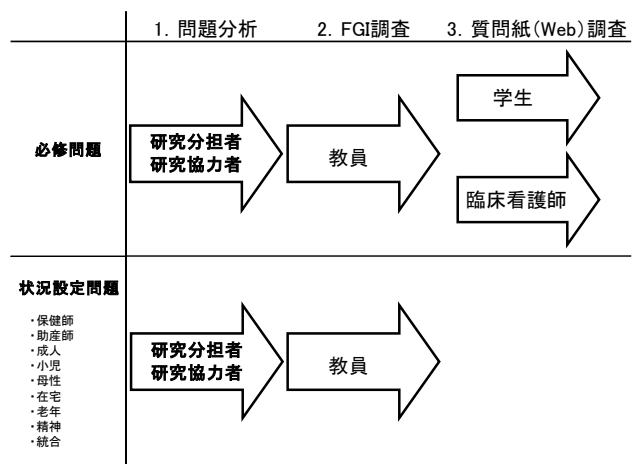 1. 問題分析
2. FGI調査
3. 質問紙(Web)調査
必修問題
研究分担者
研究協力者
教員
学生
臨床看護師
状況設定問題
・保健師
・助産師
・成人
・小児
・母性
・在宅
・老年
・精神
・統合
研究分担者
研究協力者
教員